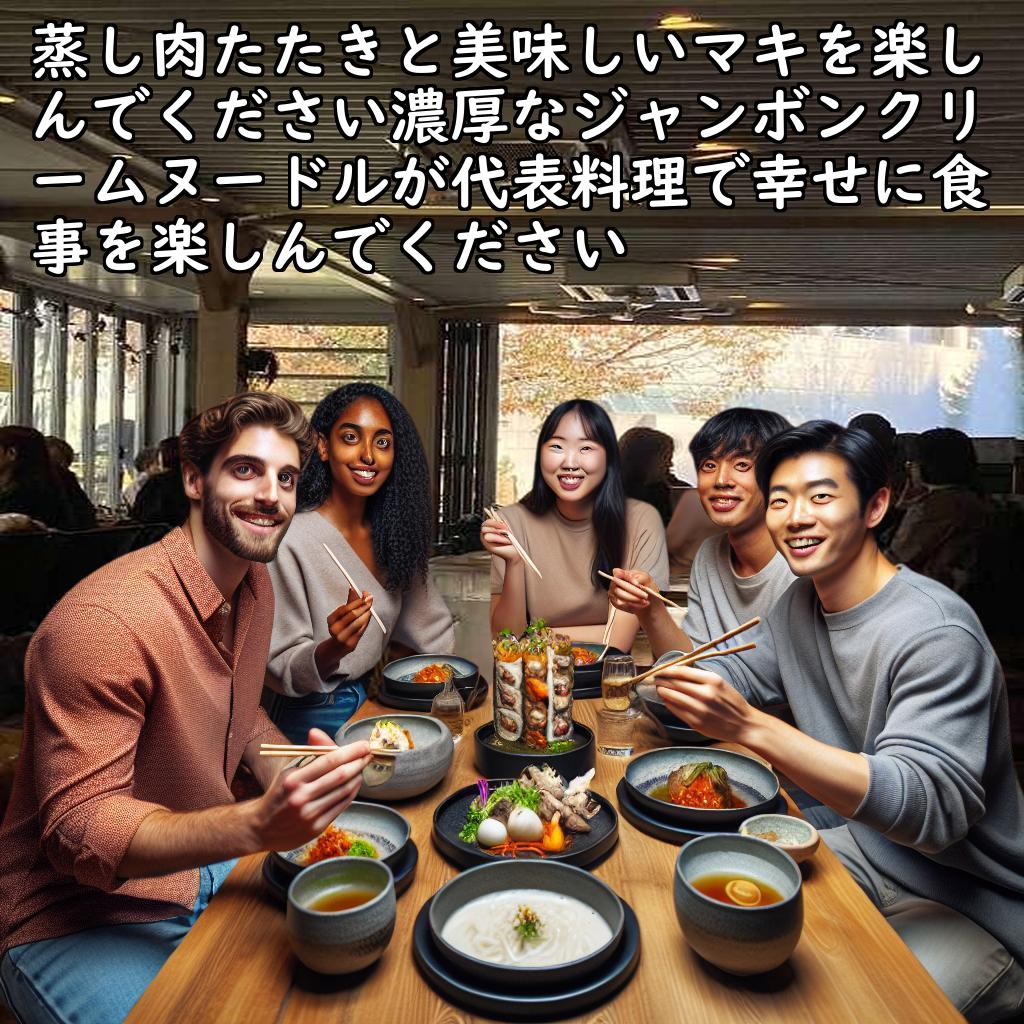 蒸し肉たたきと美味しいマキを楽し
んでください濃厚なジャンボンクリ
ームヌードルが代表料理で幸せに食
事を楽しんでください